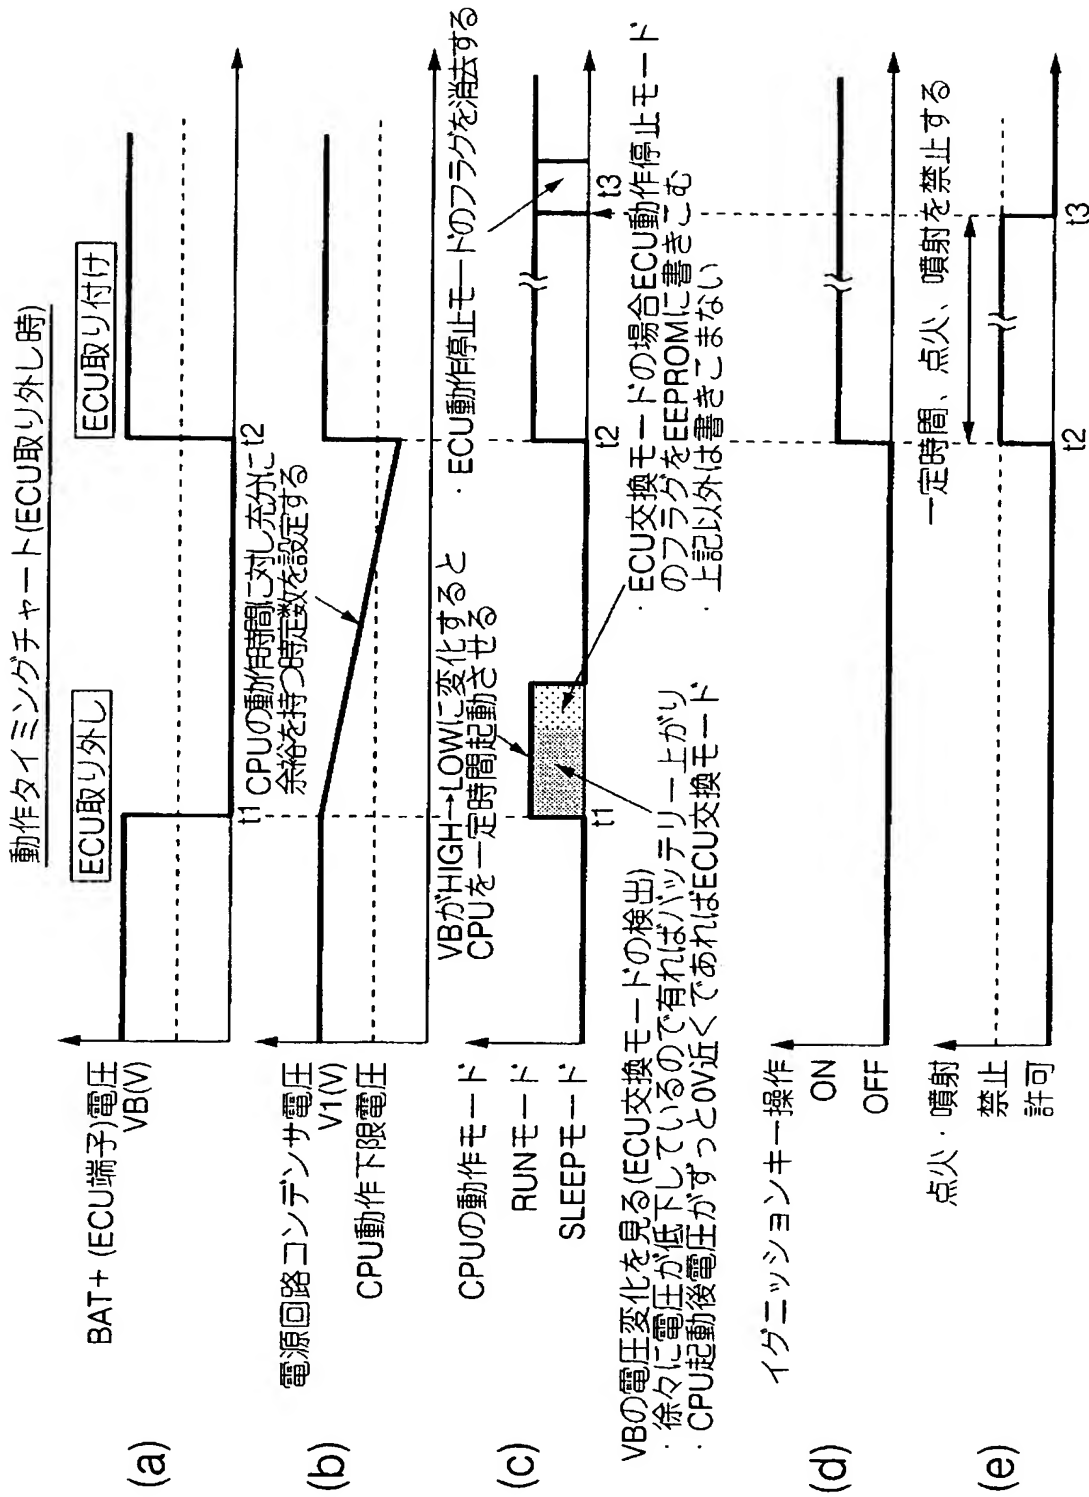 動作タイミングチャート(ECU取り外し時)
ECU取り外し
ECU取り付け
(a)
BAT+ (ECU端子)電圧
VB(V)
t1
t2
CPUの動作時間に対し充分に
余裕を持つ時定数を設定する
(b)
電源回路コンデンサ電圧
V1(V)
CPU動作下限電圧
VBがHIGH→LOWに変化すると
CPUを一定時間起動させる
・ECU動作停止モードのフラグを消去する
(c)
CPUの動作モード
RUNモード
SLEEPモード
t1
t2
t3
VBの電圧変化を見る(ECU交換モードの検出)
・徐々に電圧が低下しているので有ればバッテリー上がり
・CPU起動後電圧がずっと0V近くであればECU交換モード
・ECU交換モードの場合ECU動作停止モード
のフラグをEEPROMに書きこむ
・上記以外は書きこまない
(d)
イグニッションキー操作
ON
OFF
一定時間、点火、噴射を禁止する
(e)
点火・噴射
禁止
許可
t2
t3